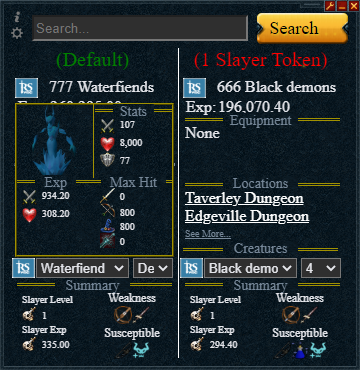 Search...
Search
(Default)
(1 Slayer Token)
777 Waterfiends
666 Black demons
Exp: 196,070.40
Stats
107
8,000
77
Exp
934.20
308.20
Max Hit
0
800
800
0
Equipment
None
Locations
Taverley Dungeon
Edgeville Dungeon
See More...
Creatures
Waterfiend
De
Black demo
4
Summary
Slayer Level
1
Slayer Exp
335.00
Weakness
Susceptible
Summary
Slayer Level
1
Slayer Exp
294.40
Weakness
Susceptible